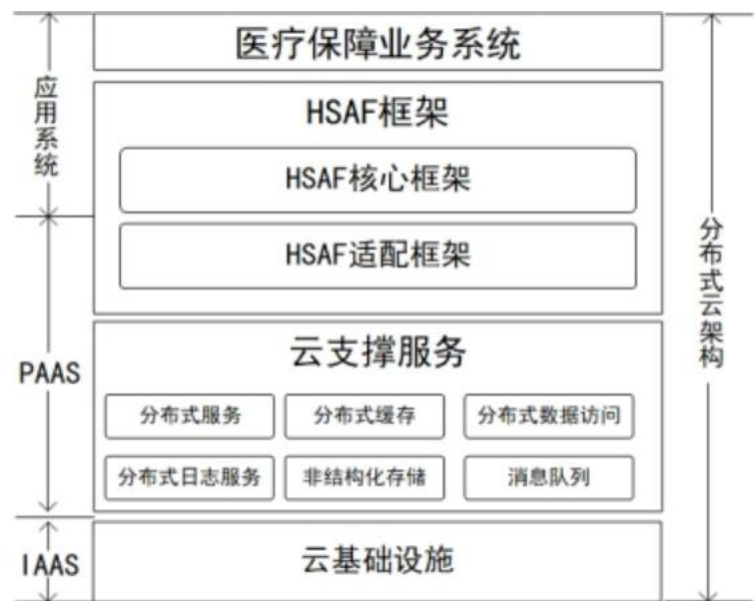 医疗保障业务系统
应用系统
HSAF框架
HSAF核心框架
HSAF适配框架
分布式云架构
PAAS
云支撑服务
分布式服务
分布式缓存
分布式数据访问
分布式日志服务
非结构化存储
消息队列
IAAS
云基础设施